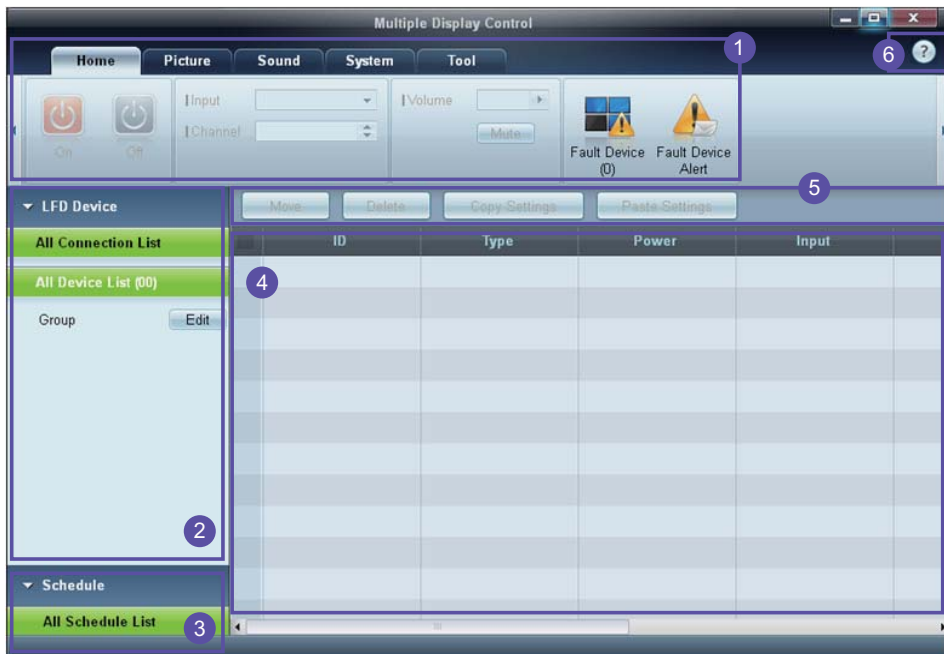 Multiple Display Control
1
6
?
Home Picture Sound System Tool
Input
Channel
On Off
Volume
Mute
Fault Device
(0)
Fault Device
Alert
5
LFD Device
All Connection List
All Device List (00)
Group Edit
2
Move Delete Copy Settings Paste Settings
ID Type Power Input
4
Schedule
All Schedule List
3